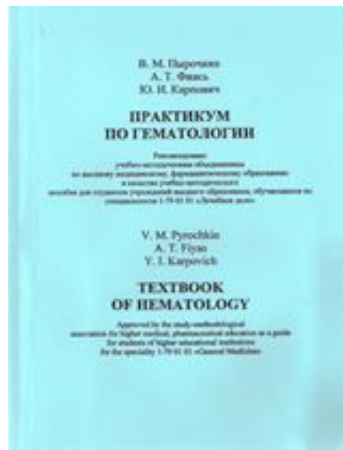 В. М. Пырочкин
А. Т. Фиясь
Ю. И. Карпович
ПРАКТИКУМ
ПО ГЕМАТОЛОГИИ
Рекомендовано
учебно-методическим объединением
по высшему медицинскому, фармацевтическому образованию
в качестве учебно-методического
пособия для студентов учреждений высшего образования, обучающихся по
специальности 1-79 01 01 «Лечебное дело»
V. M. Pyrochkin
A. T. Fiyas
Y. I. Karpovich
TEXTBOOK
OF HEMATOLOGY
Approved by the study-methodological
association for higher medical, pharmaceutical education as a guide
for students of higher educational institutions
for the speciality 1-79 01 01 «General Medicine»